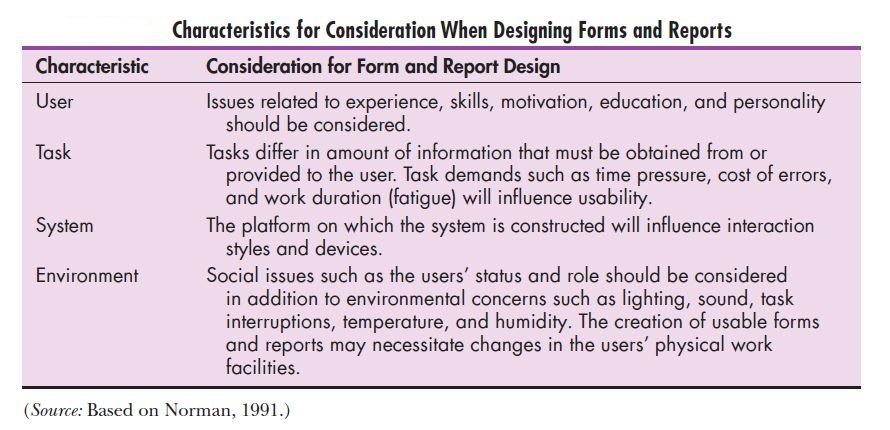 Characteristics for Consideration When Designing Forms and Reports
Characteristic Consideration for Form and Report Design
User Issues related to experience, skills, motivation, education, and personality
should be considered.
Task Tasks differ in amount of information that must be obtained from or
provided to the user. Task demands such as time pressure, cost of errors,
and work duration (fatigue) will influence usability.
System The platform on which the system is constructed will influence interaction
styles and devices.
Environment Social issues such as the users’ status and role should be considered
in addition to environmental concerns such as lighting, sound, task
interruptions, temperature, and humidity. The creation of usable forms
and reports may necessitate changes in the users’ physical work
facilities.
(Source: Based on Norman, 1991.)